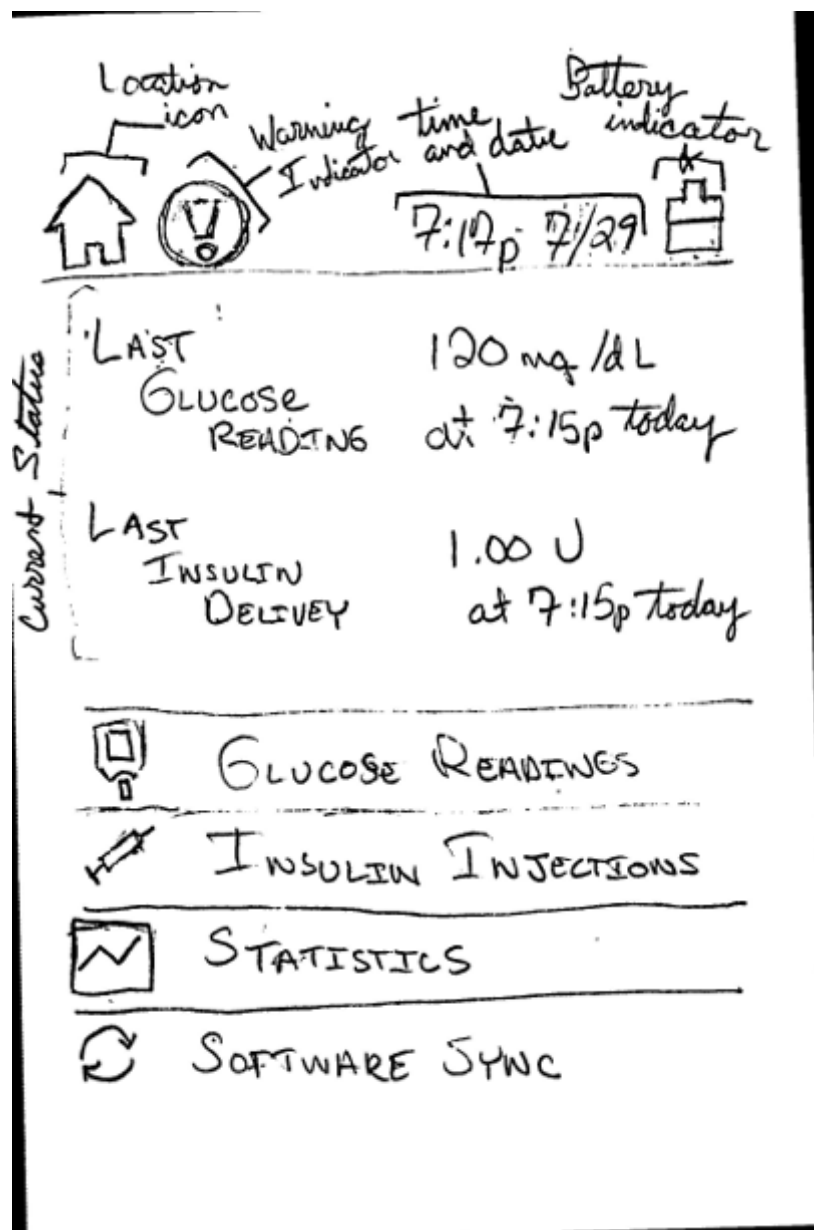 Location
icon
Warning
Indicator
time
and date
Battery
indicator
!
7:17p 7/29
Current Status
LAST
GLUCOSE
READING
120 mg/dL
at 7:15p today
LAST
INSULIN
DELIVEY
1.00 U
at 7:15p today
GLUCOSE READINGS
INSULIN INJECTIONS
STATISTICS
SOFTWARE SYNC